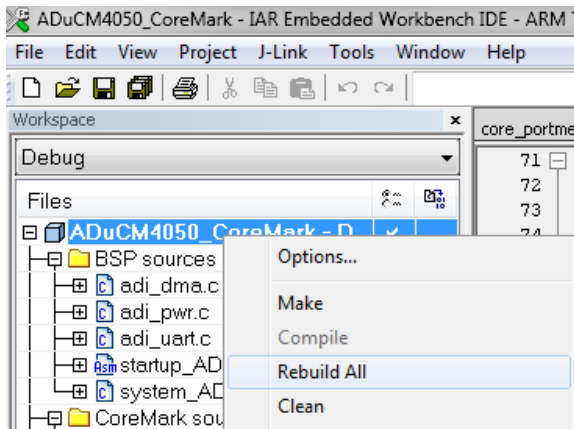 ADuCM4050_CoreMark - IAR Embedded Workbench IDE - ARM
File Edit View Project J-Link Tools Window Help
Workspace
core_portme
Debug
71
72
73
74
Files
ADuCM4050_CoreMark - D
BSP sources
adi_dma.c
adi_pwr.c
adi_uart.c
startup_AD
system_AD
CoreMark sou
Options...
Make
Compile
Rebuild All
Clean